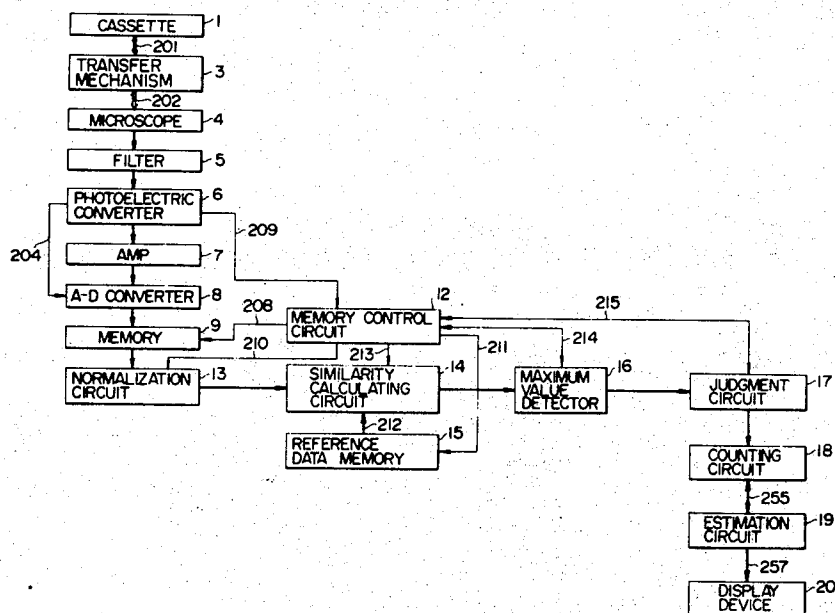 CASSETTE 1
201
TRANSFER
MECHANISM 3
202
MICROSCOPE 4
FILTER 5
PHOTOELECTRIC
CONVERTER 6
209
204
AMP 7
A-D CONVERTER 8
12
MEMORY 9
208
MEMORY CONTROL
CIRCUIT
215
210
213
211
214
NORMALIZATION
CIRCUIT 13
SIMILARITY
CALCULATING
CIRCUIT 14
MAXIMUM
VALUE
DETECTOR 16
JUDGMENT
CIRCUIT 17
212
REFERENCE
DATA MEMORY 15
COUNTING
CIRCUIT 18
255
ESTIMATION
CIRCUIT 19
257
DISPLAY
DEVICE 20